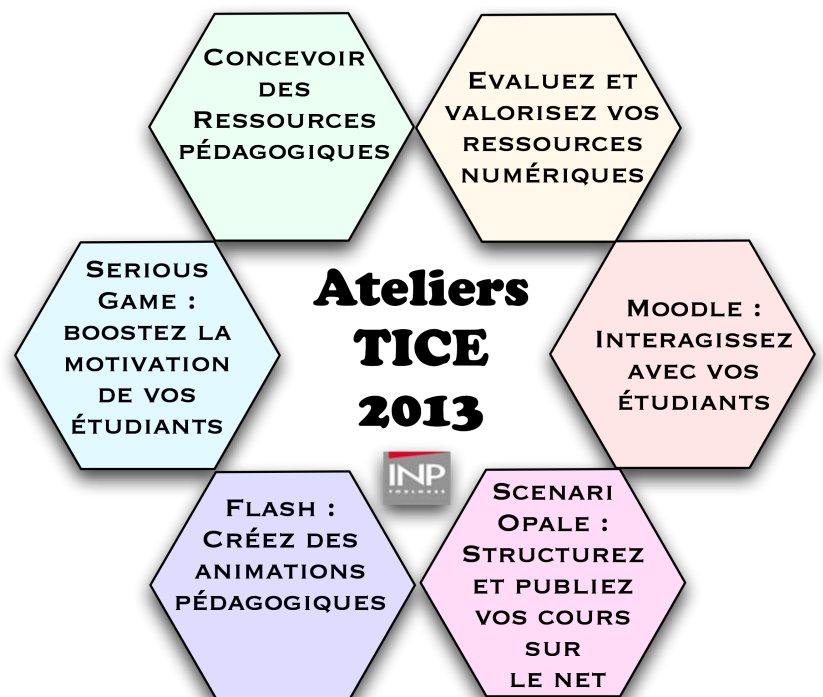 CONCEVOIR
DES
RESSOURCES
PÉDAGOGIQUES
EVALUEZ ET
VALORISEZ VOS
RESSOURCES
NUMÉRIQUES
SERIOUS
GAME :
BOOSTEZ LA
MOTIVATION
DE VOS
ÉTUDIANTS
Ateliers
TICE
2013
INP
TOULOUSE
MOODLE :
INTERAGISSEZ
AVEC VOS
ÉTUDIANTS
FLASH :
CRÉEZ DES
ANIMATIONS
PÉDAGOGIQUES
SCENARI
OPALE :
STRUCTUREZ
ET PUBLIEZ
VOS COURS
SUR
LE NET